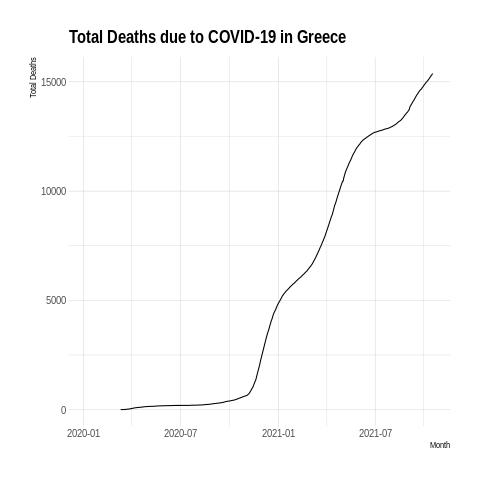 Total Deaths due to COVID-19 in Greece
Total Deaths
15000
10000
5000
0
2020-01 2020-07 2021-01 2021-07
Month